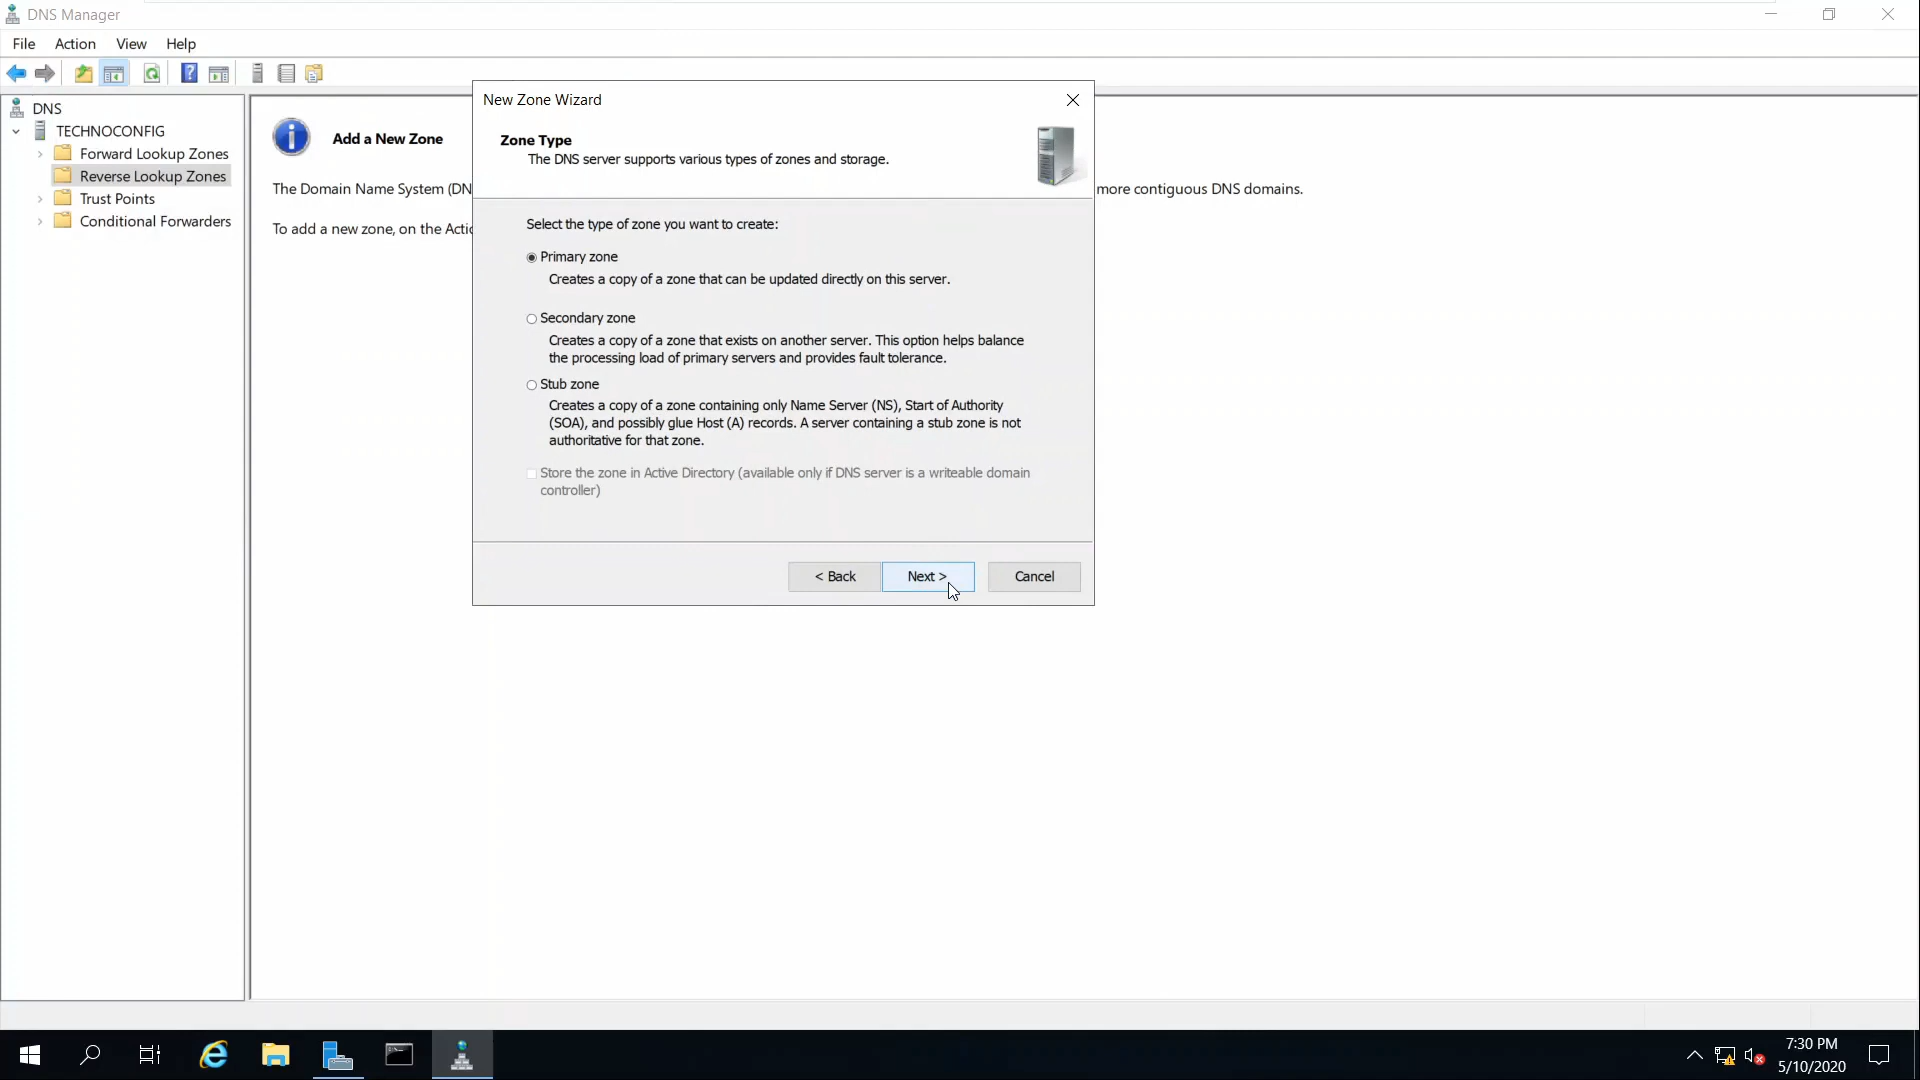 DNS Manager
File Action View Help
DNS
TECHNOCONFIG
Forward Lookup Zones
Reverse Lookup Zones
Trust Points
Conditional Forwarders
Add a New Zone
The Domain Name System (DN
more contiguous DNS domains.
To add a new zone, on the Actio
New Zone Wizard
Zone Type
The DNS server supports various types of zones and storage.
Select the type of zone you want to create:
Primary zone
Creates a copy of a zone that can be updated directly on this server.
Secondary zone
Creates a copy of a zone that exists on another server. This option helps balance
the processing load of primary servers and provides fault tolerance.
Stub zone
Creates a copy of a zone containing only Name Server (NS), Start of Authority
(SOA), and possibly glue Host (A) records. A server containing a stub zone is not
authoritative for that zone.
Store the zone in Active Directory (available only if DNS server is a writeable domain
controller)
< Back Next > Cancel
7:30 PM
5/10/2020